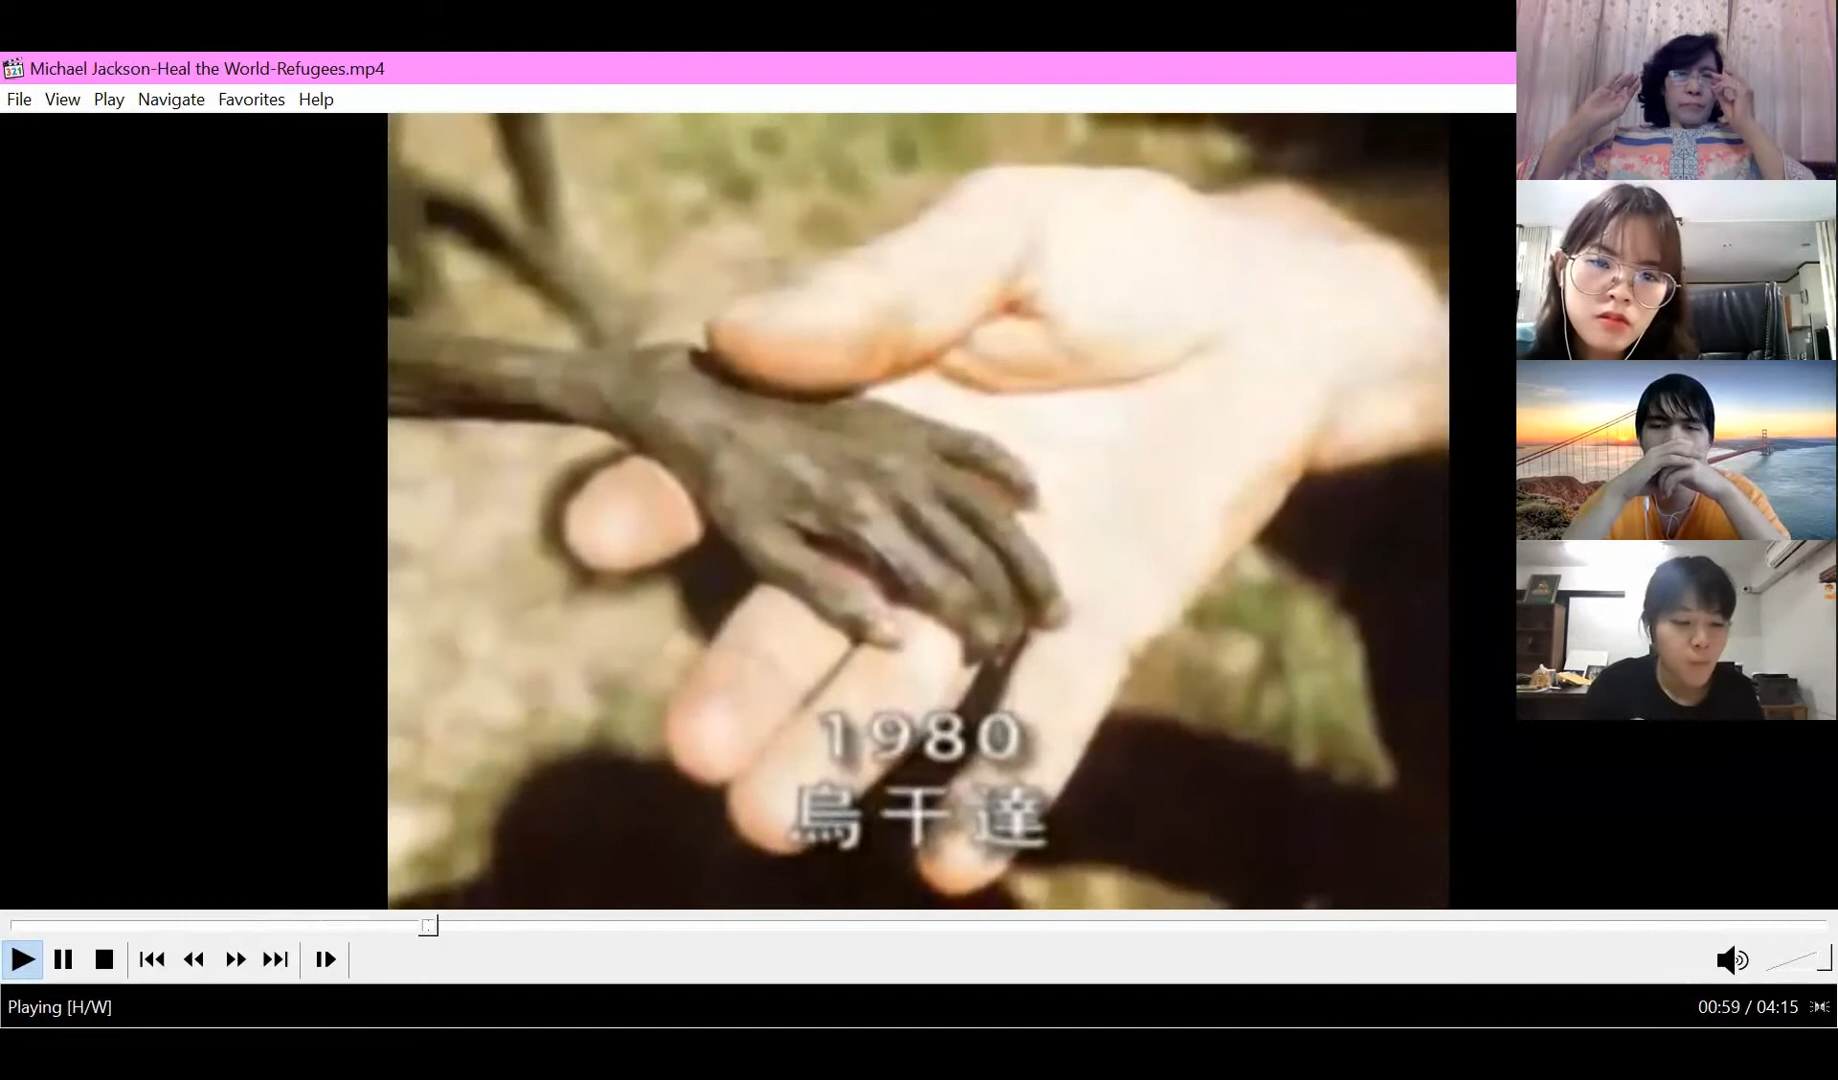 Michael Jackson-Heal the World-Refugees.mp4
File View Play Navigate Favorites Help
1980
烏干達
Playing [H/W]
00:59 / 04:15